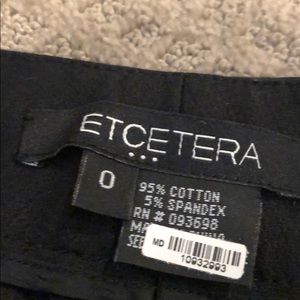 ETCETERA
0
95% COTTON
5% SPANDEX
RN # 093698
MD
10932993